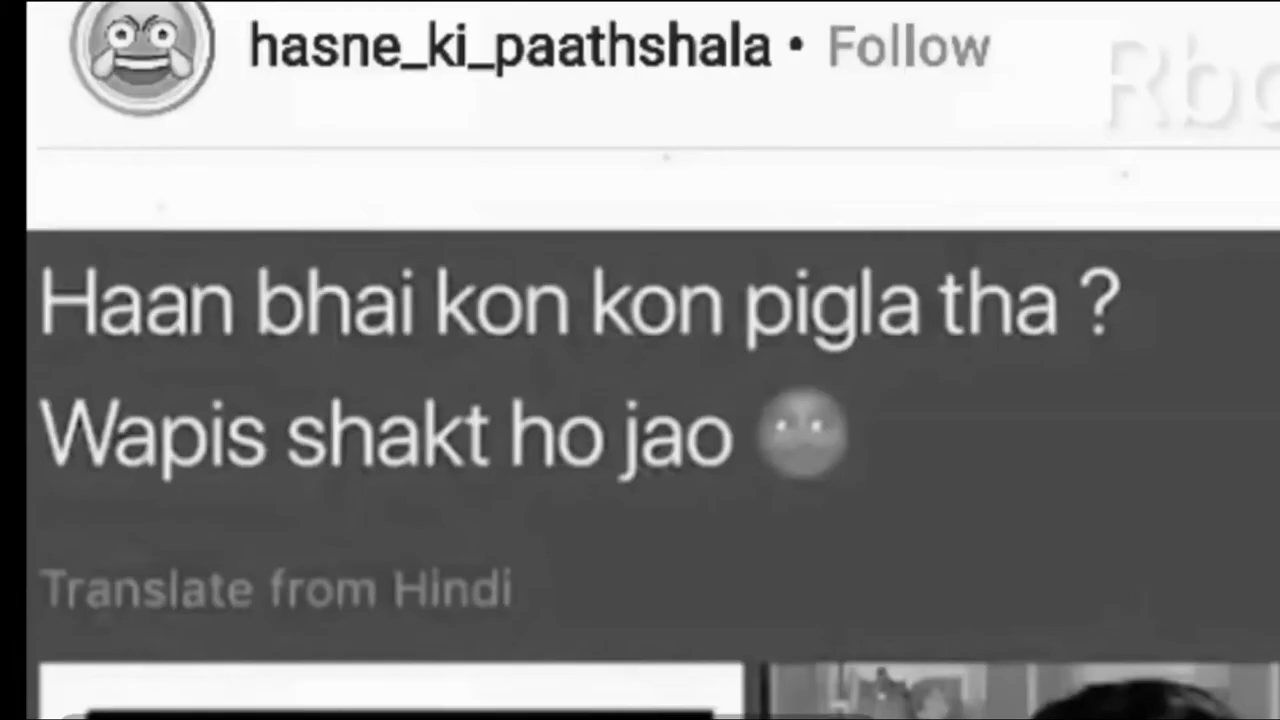 hasne_ki_paathshala • Follow
Haan bhai kon kon pigla tha ?
Wapis shakt ho jao
Translate from Hindi